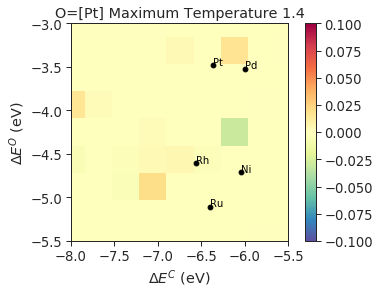 O=[Pt] Maximum Temperature 1.4
−3.0
−3.5
−4.0
−4.5
−5.0
−5.5
ΔE^O (eV)
Pt
Pd
Rh
Ni
Ru
−8.0 −7.5 −7.0 −6.5 −6.0 −5.5
ΔE^C (eV)
0.100
0.075
0.050
0.025
0.000
−0.025
−0.050
−0.075
−0.100